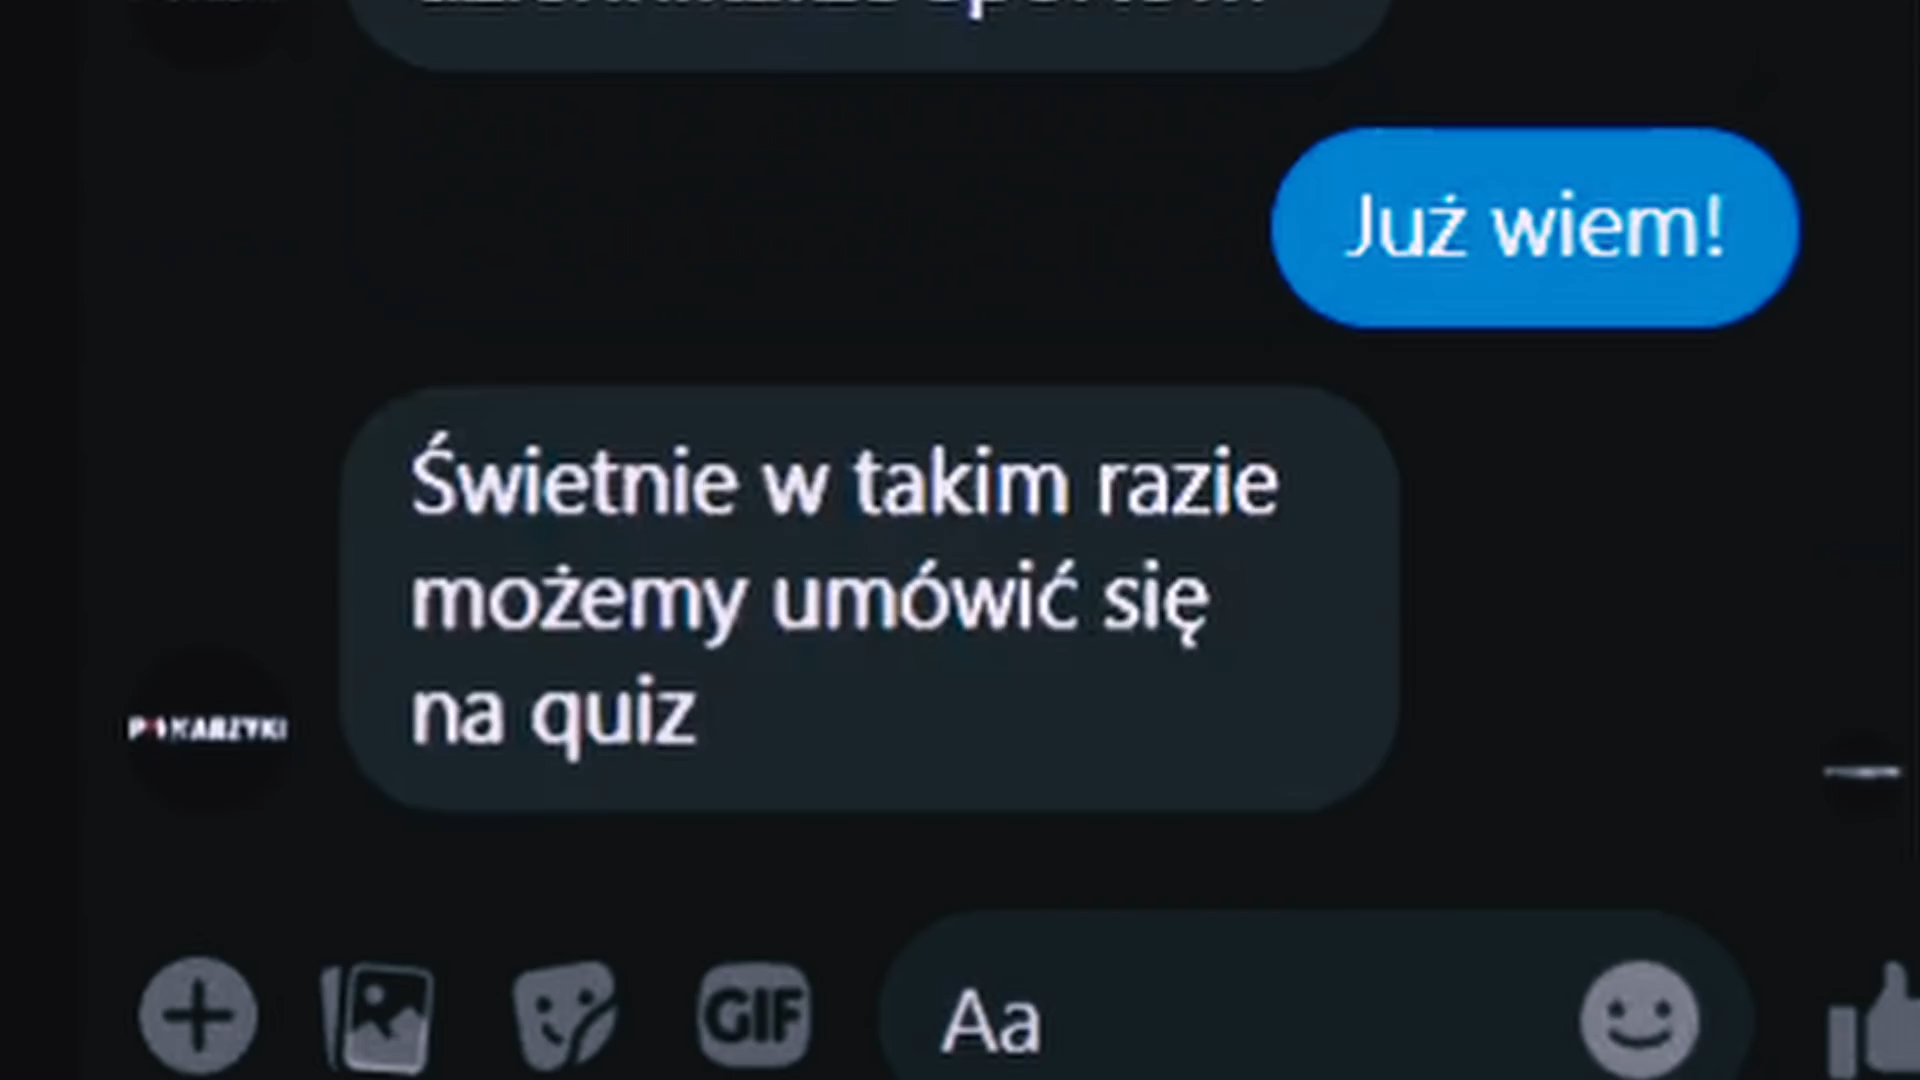 Już wiem!
Świetnie w takim razie
możemy umówić się
na quiz
GIF
Aa